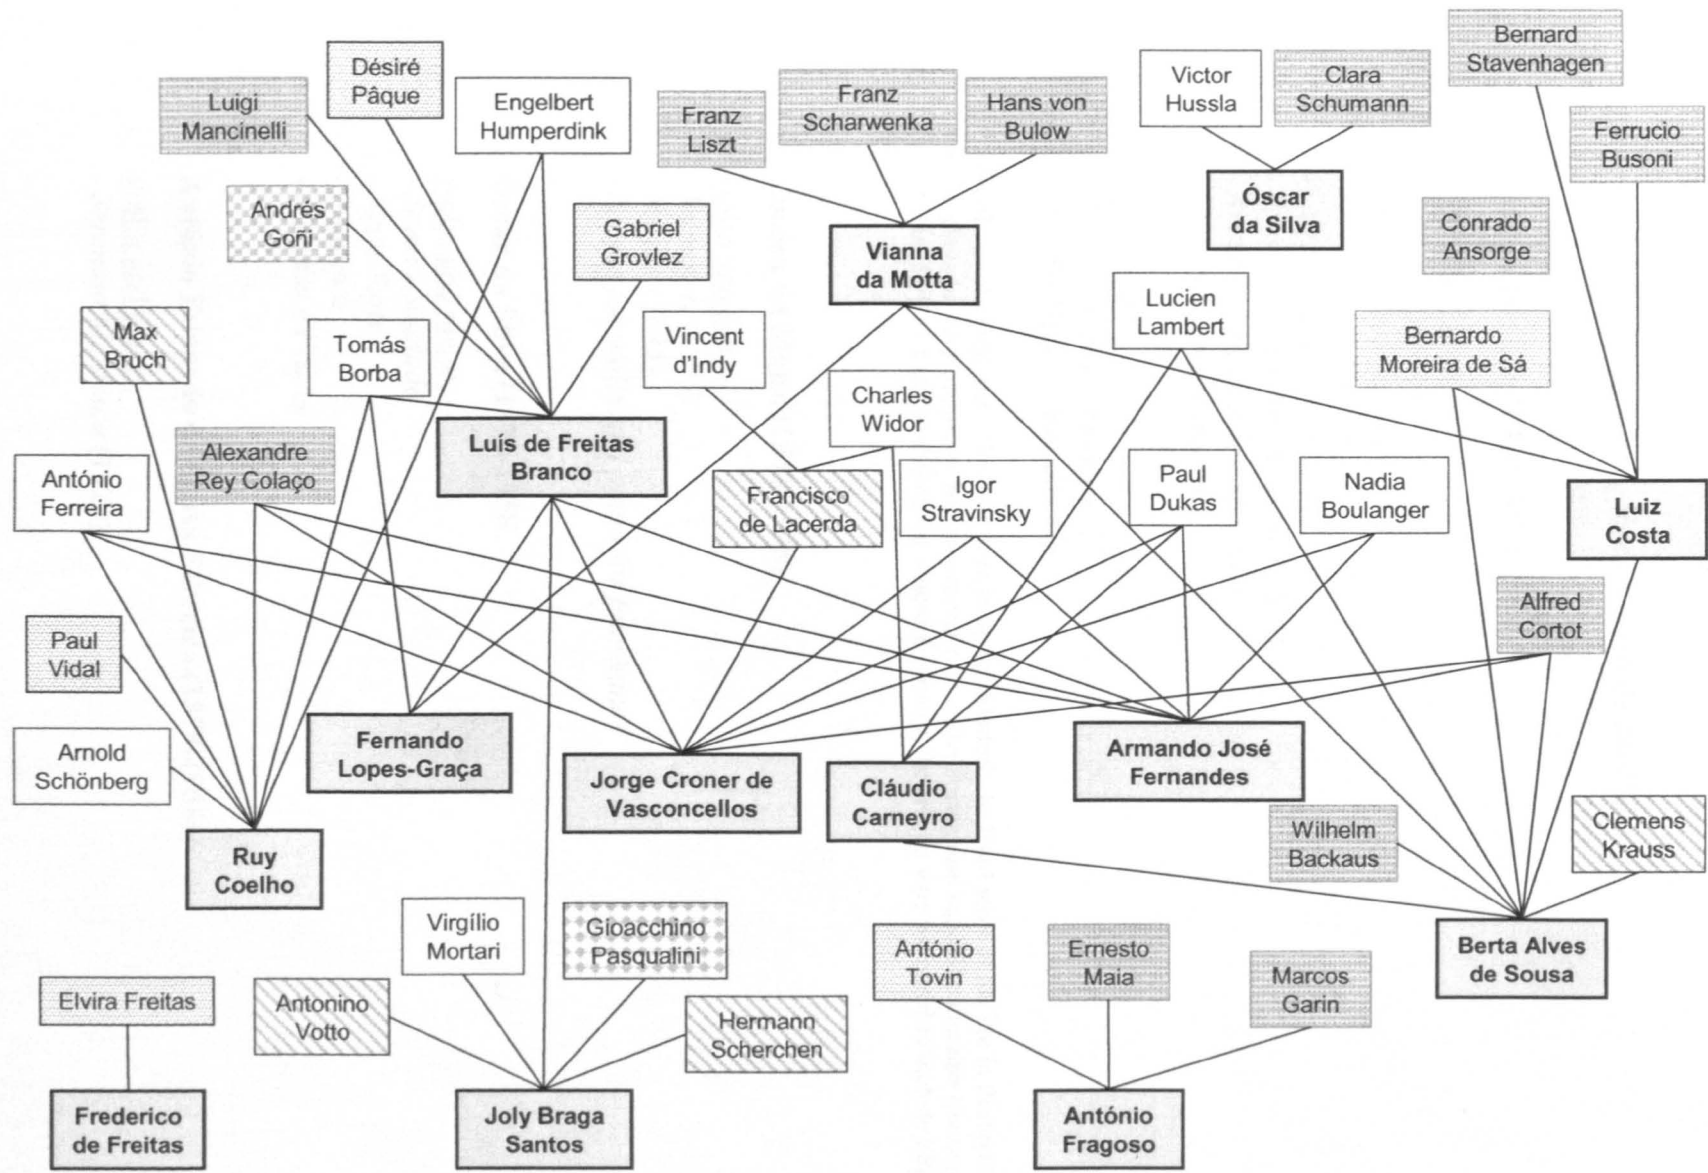 Désiré
Pâque
Luigi
Mancinelli
Engelbert
Humperdink
Franz
Liszt
Franz
Scharwenka
Hans von
Bulow
Victor
Hussla
Clara
Schumann
Bernard
Stavenhagen
Ferrucio
Busoni
Andrés
Goñi
Gabriel
Grovlez
Vianna
da Motta
Óscar
da Silva
Conrado
Ansorge
Max
Bruch
Tomás
Borba
Vincent
d'Indy
Lucien
Lambert
Bernardo
Moreira de Sá
Charles
Widor
António
Ferreira
Alexandre
Rey Colaço
Luís de Freitas
Branco
Francisco
de Lacerda
Igor
Stravinsky
Paul
Dukas
Nadia
Boulanger
Luiz
Costa
Paul
Vidal
Alfred
Cortot
Arnold
Schönberg
Fernando
Lopes-Graça
Jorge Croner de
Vasconcellos
Cláudio
Carneyro
Armando José
Fernandes
Ruy
Coelho
Wilhelm
Backaus
Clemens
Krauss
Virgílio
Mortari
Gioacchino
Pasqualini
António
Tovin
Ernesto
Maia
Marcos
Garin
Berta Alves
de Sousa
Elvira Freitas
Antonino
Votto
Hermann
Scherchen
Frederico
de Freitas
Joly Braga
Santos
António
Fragoso